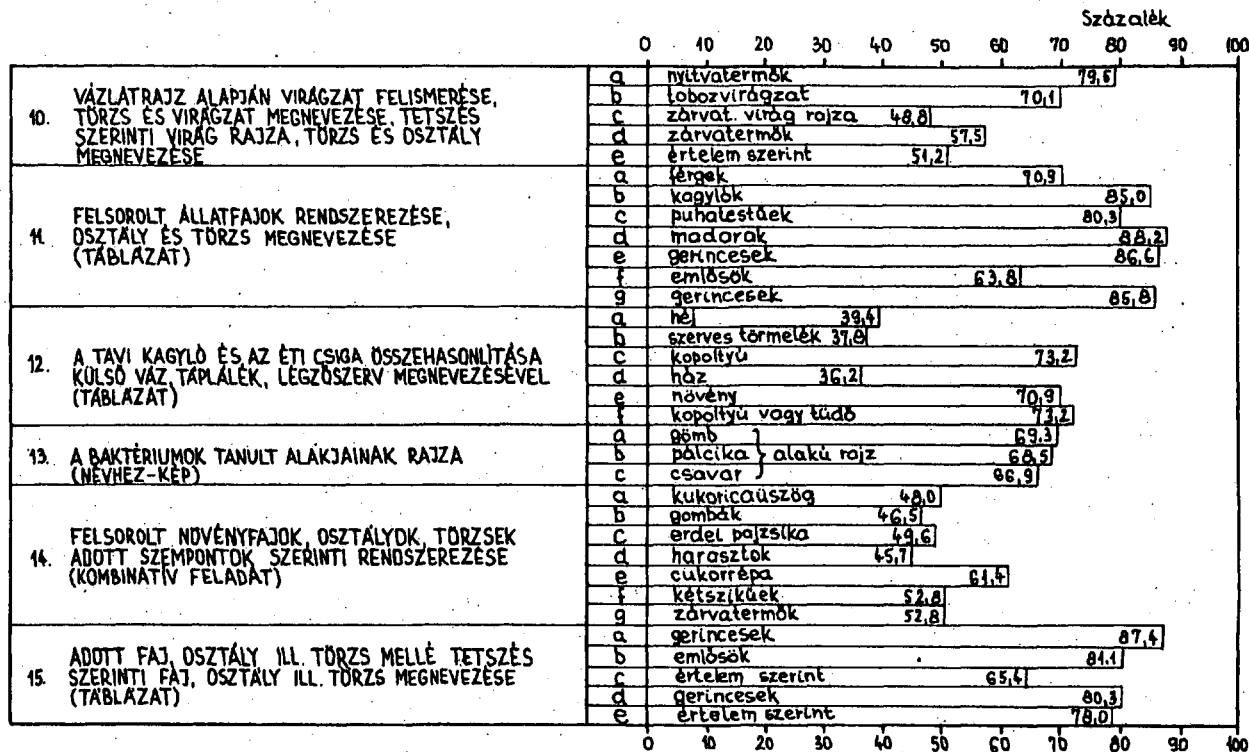 Százalék
0 10 20 30 40 50 60 70 80 90 100
10. VÁZLATRAJZ ALAPJÁN VIRÁGZAT FELISMERÉSE,
TÖRZS ÉS VIRÁGZAT MEGNEVEZÉSE, TETSZÉS
SZERINTI VIRÁG RAJZA, TÖRZS ÉS OSZTÁLY
MEGNEVEZÉSE
a nyitvatermők 79,5
b tobozvirágzat 70,1
c zárvat. virág rajza 48,8
d zárvatermők 57,5
e értelem szerint 51,2
11. FELSOROLT ÁLLATFAJOK RENDSZEREZÉSE,
OSZTÁLY ÉS TÖRZS MEGNEVEZÉSE
(TÁBLÁZAT)
a férgek 70,9
b kagylók 85,0
c puhatestűek 80,3
d madarak 88,2
e gerincesek 86,6
f emlősök 63,8
g gerincesek 85,8
12. A TAVI KAGYLÓ ÉS AZ ÉTI CSIGA ÖSSZEHASONLÍTÁSA
KÜLSŐ VÁZ, TÁPLÁLÉK, LÉGZŐSZERV MEGNEVEZÉSÉVEL
(TÁBLÁZAT)
a héj 39,4
b szerves törmelék 37,8
c kopoltyú 73,2
d ház 36,2
e növény 70,9
f kopoltyú vagy tüdő 73,2
13. A BAKTÉRIUMOK TANULT ALAKJAINAK RAJZA
(NÉVHEZ-KÉP)
a gömb 69.3
b pálcika } alakú rajz 68,5
c csavar 66,9
14. FELSOROLT NÖVÉNYFAJOK, OSZTÁLYOK, TÖRZSEK
ADOTT SZEMPONTOK SZERINTI RENDSZEREZÉSE
(KOMBINATÍV FELADAT)
a kukoricaüszög 48,0
b gombák 46,5
c erdei pajzsika 49,6
d harasztok 45,7
e cukorrépa 61,4
f kétszikűek 52,8
g zárvatermők 52,8
15. ADOTT FAJ, OSZTÁLY ILL. TÖRZS MELLÉ TETSZÉS
SZERINTI FAJ, OSZTÁLY ILL. TÖRZS MEGNEVEZÉSE
(TÁBLÁZAT)
a gerincesek 87,4
b emlősök 81.1
c értelem szerint 65,4
d gerincesek 80,3
e értelem szerint 78,0
0 10 20 30 40 50 60 70 80 90 100